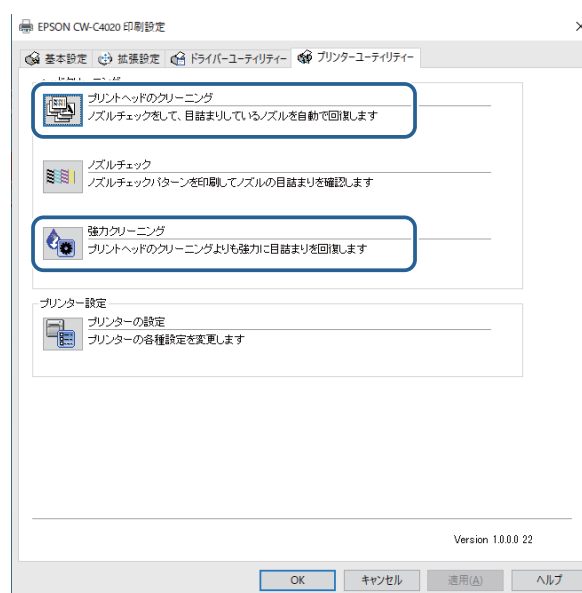 EPSON CW-C4020 印刷設定
基本設定 拡張設定 ドライバーユーティリティー プリンターユーティリティー
プリントヘッドのクリーニング
ノズルチェックをして、目詰まりしているノズルを自動で回復します
ノズルチェック
ノズルチェックパターンを印刷してノズルの目詰まりを確認します
強力クリーニング
プリントヘッドのクリーニングよりも強力に目詰まりを回復します
プリンター設定
プリンターの設定
プリンターの各種設定を変更します
Version 1.0.0.0 22
OK キャンセル 適用(A) ヘルプ